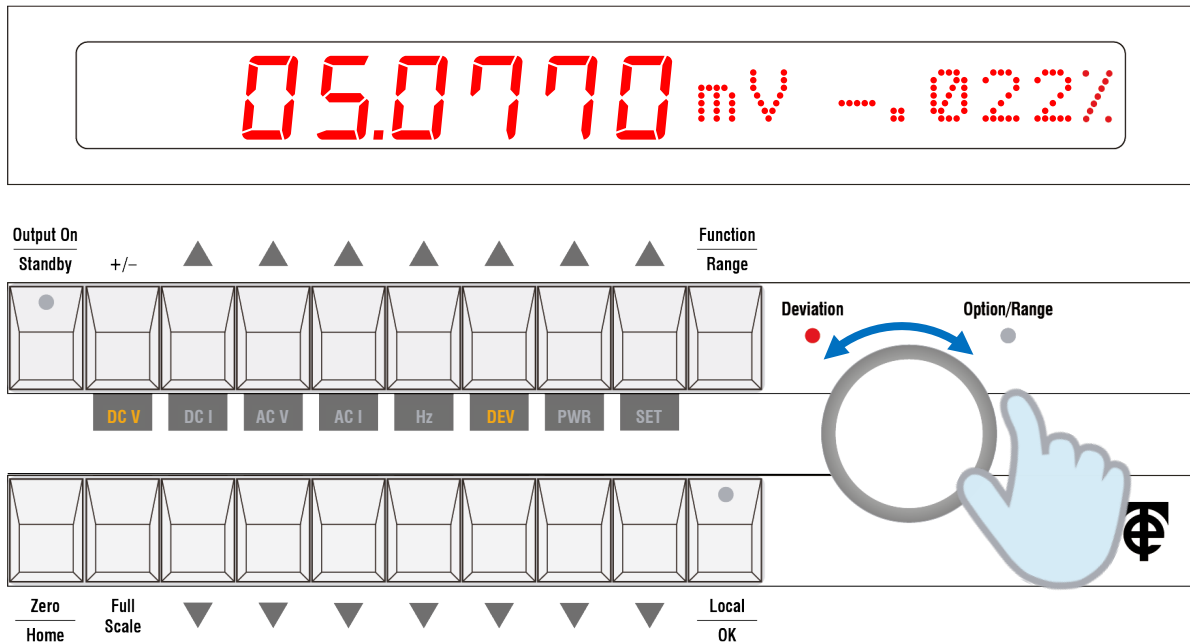 05.0770 mV -.022%
Output On
Standby
+/−
Function
Range
Deviation
Option/Range
DC V
DC I
AC V
AC I
Hz
DEV
PWR
SET
Zero
Home
Full
Scale
Local
OK